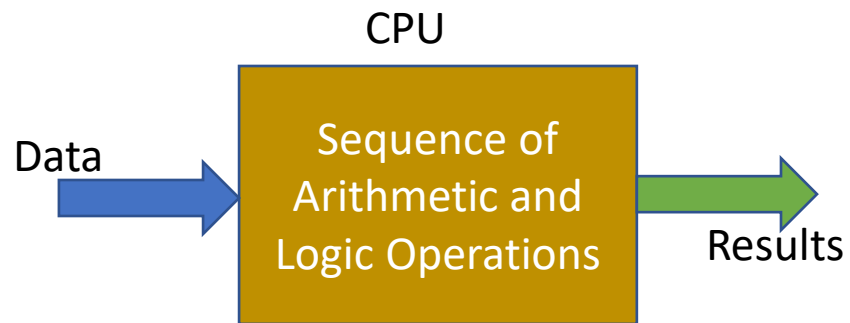 CPU
Data
Sequence of
Arithmetic and
Logic Operations
Results